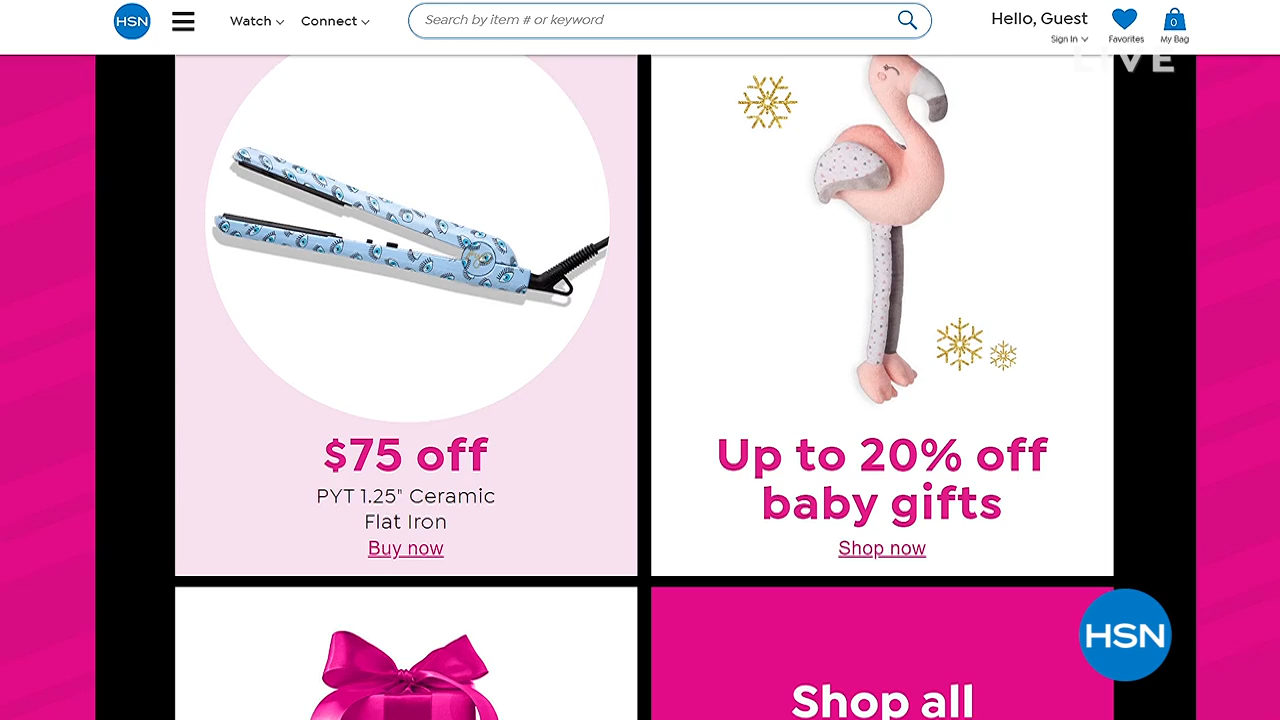 HSN
Watch
Connect
Search by item # or keyword
Hello, Guest
Sign In
Favorites
0
My Bag
LIVE
$75 off
PYT 1.25" Ceramic
Flat Iron
Buy now
Up to 20% off
baby gifts
Shop now
HSN
Shop all